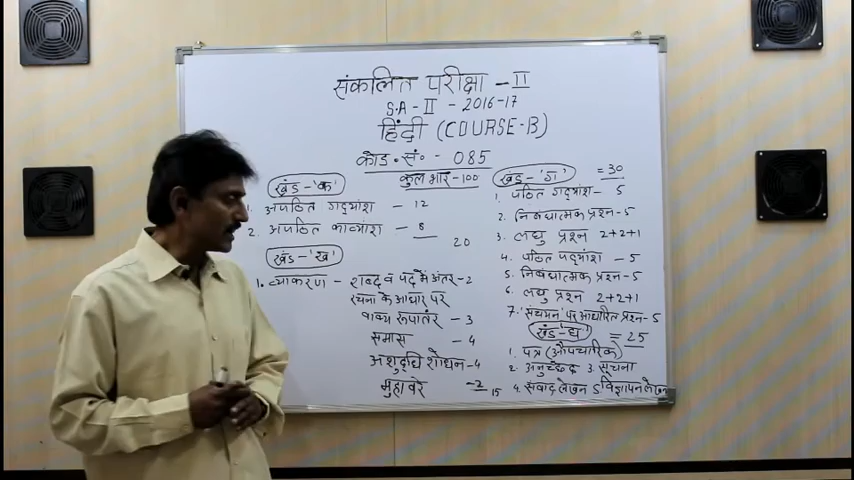 संकलित परीक्षा - II
S.A - II - 2016-17
हिंदी (COURSE-B)
कोड.सं. - 085
कुल भार-100
खंड-'क'
1. अपठित गद्यांश - 12
2. अपठित काव्यांश - 8
20
खंड-'ख'
1. व्याकरण - शब्द व पद में अंतर-2
रचना के आधार पर
वाक्य रूपांतर - 3
समास - 4
अशुद्धि शोधन-4
मुहावरे -2
15
खंड-'ग' =30
1. पठित गद्यांश- 5
2. निबंधात्मक प्रश्न-5
3. लघु प्रश्न 2+2+1
4. पठित पद्यांश - 5
5. निबंधात्मक प्रश्न-5
6. लघु प्रश्न 2+2+1
7. 'संचयन' पर आधारित प्रश्न-5
खंड-'घ' = 25
1. पत्र (औपचारिक)
2. अनुच्छेद 3. सूचना
4. संवाद लेखन 5 विज्ञापन लेखन